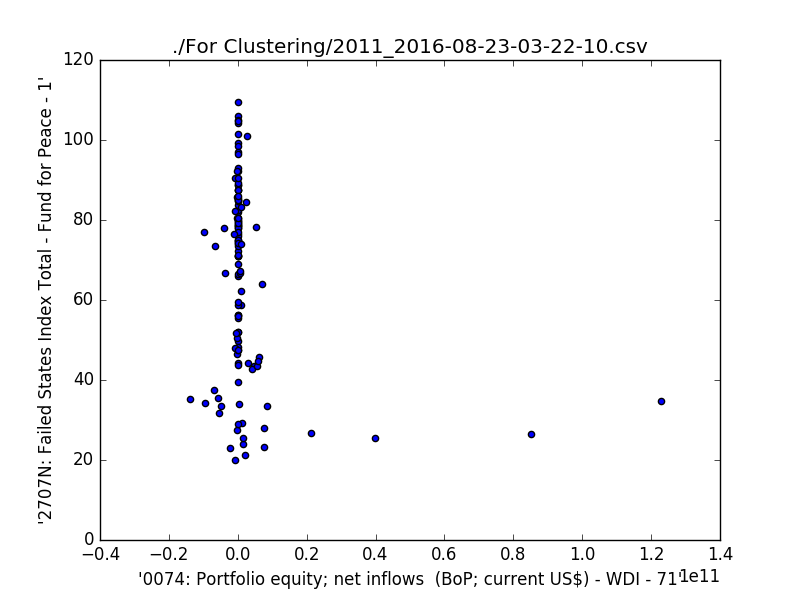 ./For Clustering/2011_2016-08-23-03-22-10.csv
120
100
80
60
40
20
0
'2707N: Failed States Index Total - Fund for Peace - 1'
−0.4 −0.2 0.0 0.2 0.4 0.6 0.8 1.0 1.2 1.4
1e11
'0074: Portfolio equity; net inflows (BoP; current US$) - WDI - 71'